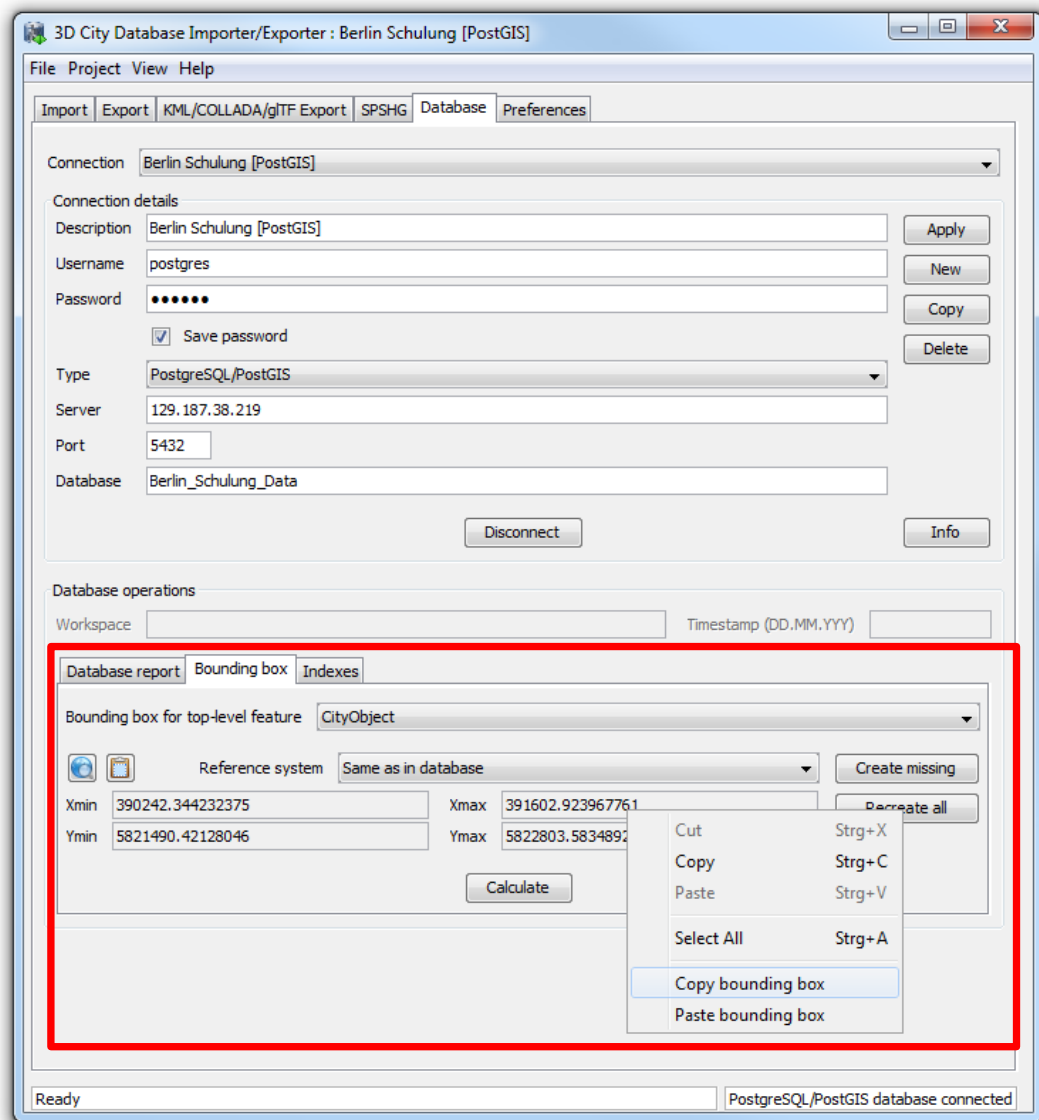 3D City Database Importer/Exporter : Berlin Schulung [PostGIS]
File Project View Help
Import Export KML/COLLADA/glTF Export SPSHG Database Preferences
Connection Berlin Schulung [PostGIS]
Connection details
Description Berlin Schulung [PostGIS] Apply
Username postgres New
Password •••••• Copy
Save password
Delete
Type PostgreSQL/PostGIS
Server 129.187.38.219
Port 5432
Database Berlin_Schulung_Data
Disconnect Info
Database operations
Workspace Timestamp (DD.MM.YYY)
Database report Bounding box Indexes
Bounding box for top-level feature CityObject
Reference system Same as in database Create missing
Xmin 390242.344232375 Xmax 391602.923967761 Recreate all
Ymin 5821490.42128046 Ymax 5822803.5834892
Calculate
Cut Strg+X
Copy Strg+C
Paste Strg+V
Select All Strg+A
Copy bounding box
Paste bounding box
Ready PostgreSQL/PostGIS database connected